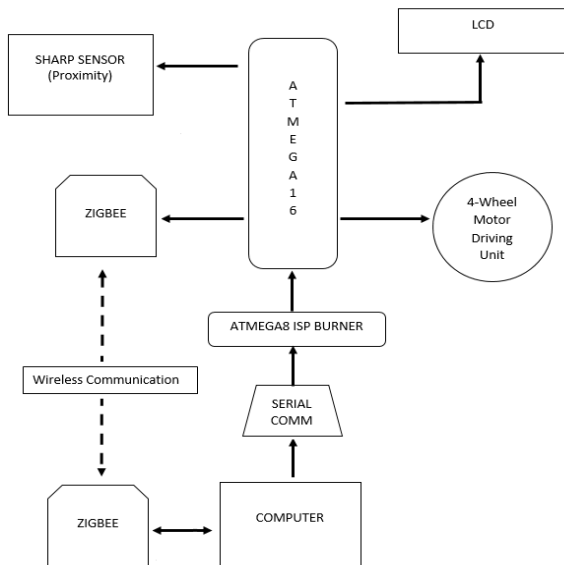 LCD
SHARP SENSOR
(Proximity)
A
T
M
E
G
A
1
6
ZIGBEE
4-Wheel
Motor
Driving
Unit
ATMEGA8 ISP BURNER
Wireless Communication
SERIAL
COMM
ZIGBEE
COMPUTER